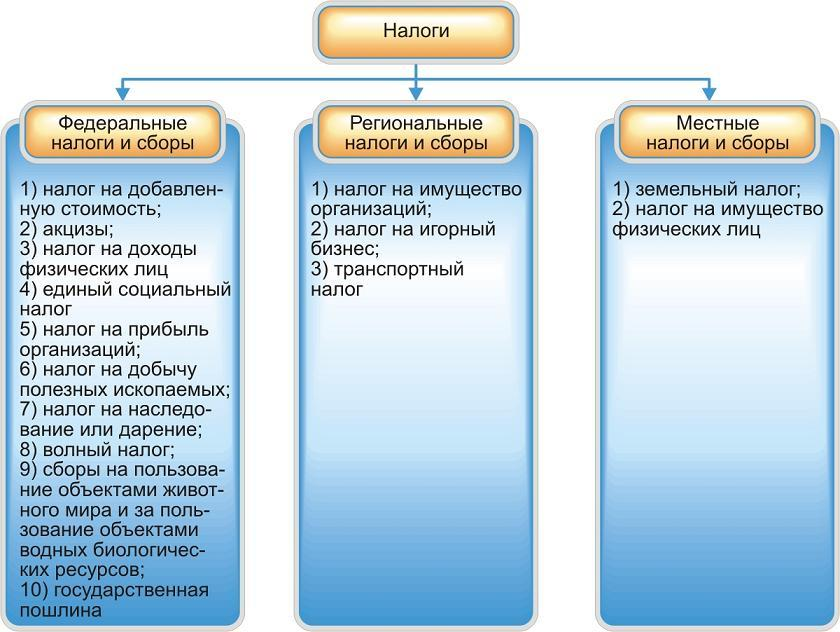 Налоги
Федеральные
налоги и сборы
1) налог на добавлен-
ную стоимость;
2) акцизы;
3) налог на доходы
физических лиц
4) единый социальный
налог
5) налог на прибыль
организаций;
6) налог на добычу
полезных ископаемых;
7) налог на наследо-
вание или дарение;
8) волный налог;
9) сборы на пользова-
ние объектами живот-
ного мира и за поль-
зование объектами
водных биологичес-
ких ресурсов;
10) государственная
пошлина
Региональные
налоги и сборы
1) налог на имущество
организаций;
2) налог на игорный
бизнес;
3) транспортный
налог
Местные
налоги и сборы
1) земельный налог;
2) налог на имущество
физических лиц